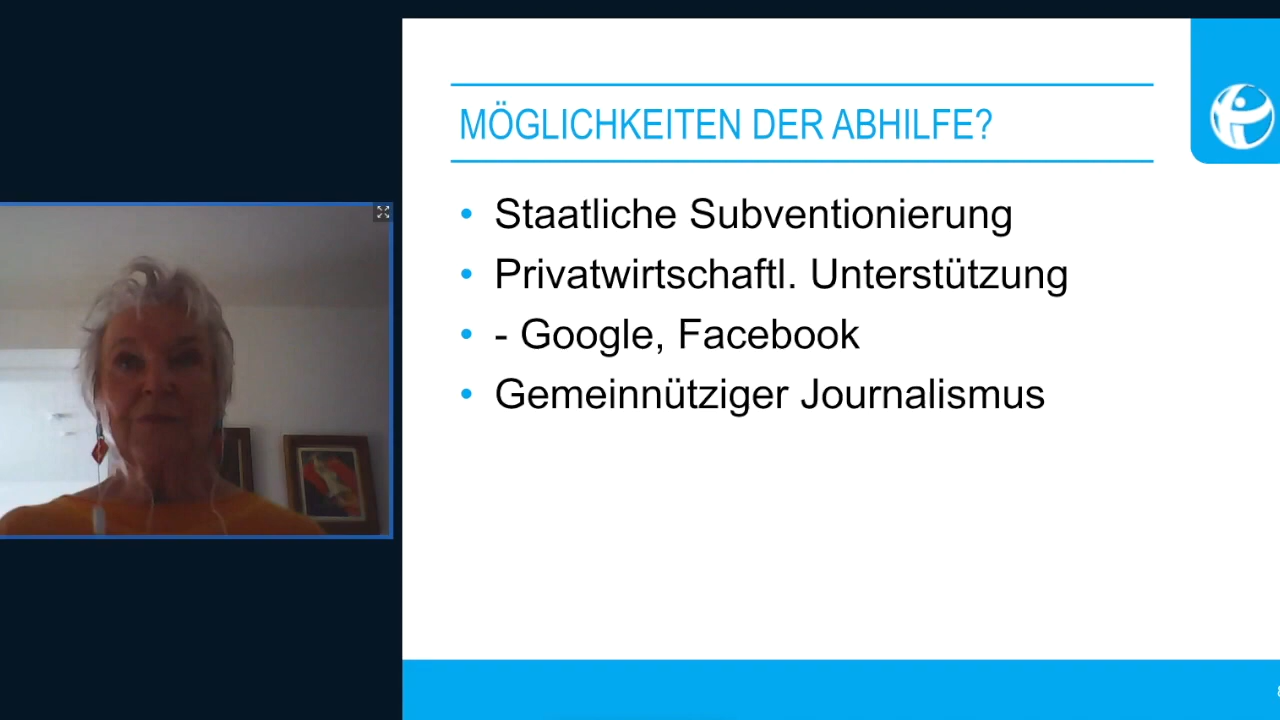 MÖGLICHKEITEN DER ABHILFE?
• Staatliche Subventionierung
• Privatwirtschaftl. Unterstützung
• - Google, Facebook
• Gemeinnütziger Journalismus